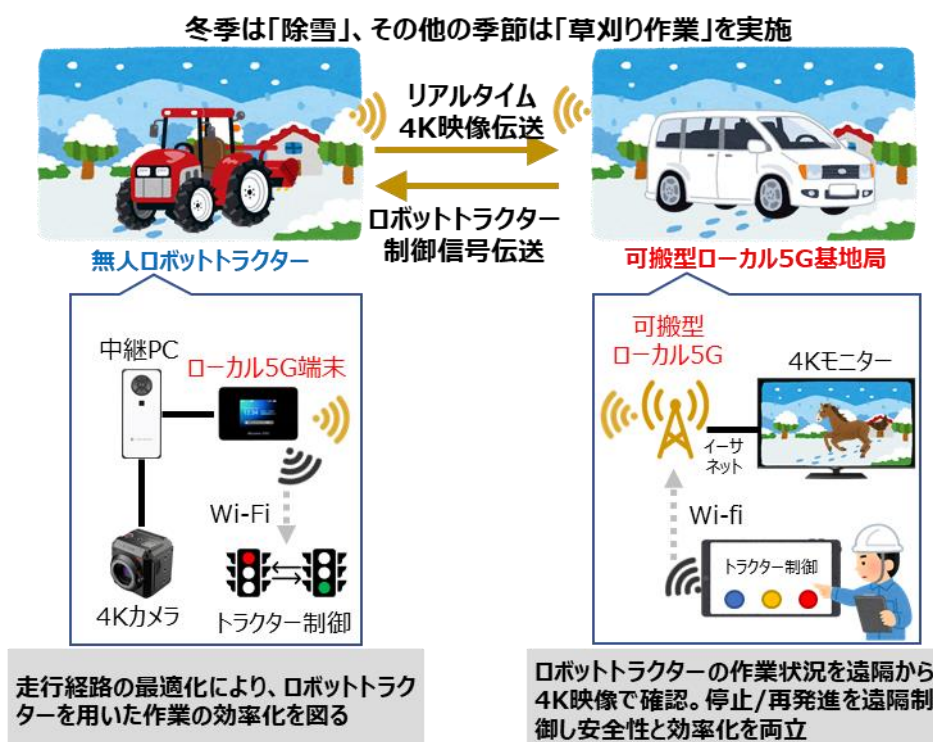 冬季は「除雪」、その他の季節は「草刈り作業」を実施
リアルタイム
4K映像伝送
ロボットトラクター
制御信号伝送
無人ロボットトラクター
可搬型ローカル5G基地局
中継PC
ローカル5G端末
Wi-Fi
4Kカメラ
トラクター制御
可搬型
ローカル5G
4Kモニター
イーサ
ネット
Wi-fi
トラクター制御
走行経路の最適化により、ロボットトラク
ターを用いた作業の効率化を図る
ロボットトラクターの作業状況を遠隔から
4K映像で確認。停止/再発進を遠隔制
御し安全性と効率化を両立